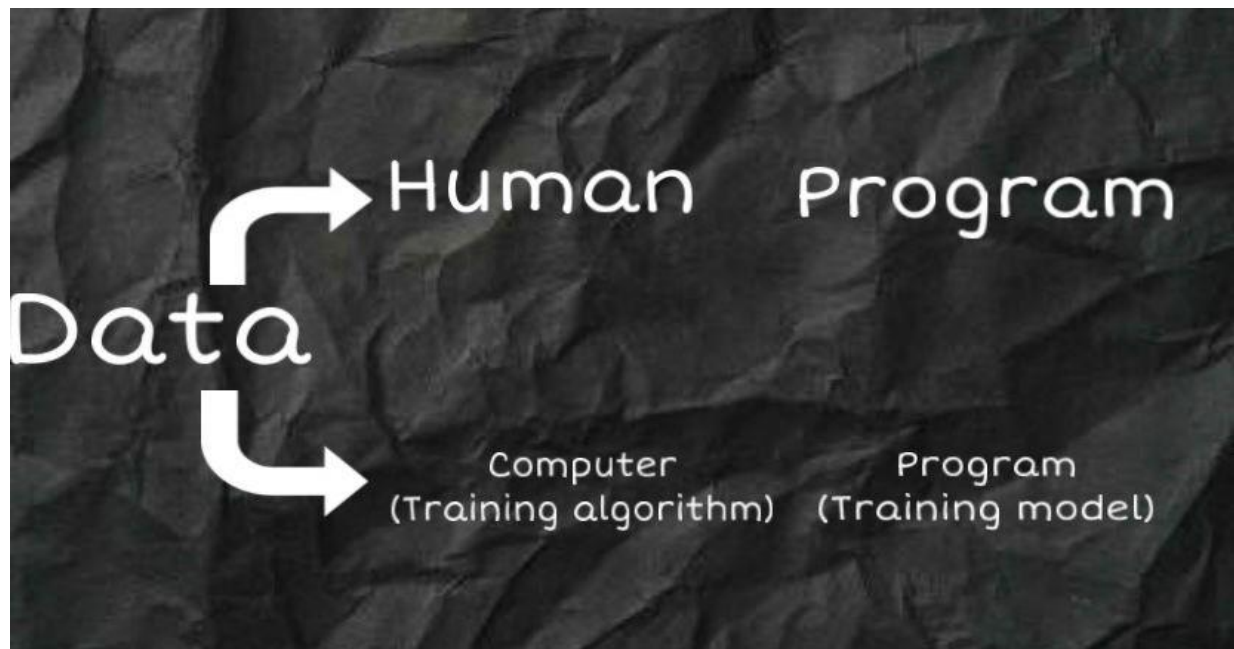 Human Program
Data
Computer Program
(Training algorithm) (Training model)